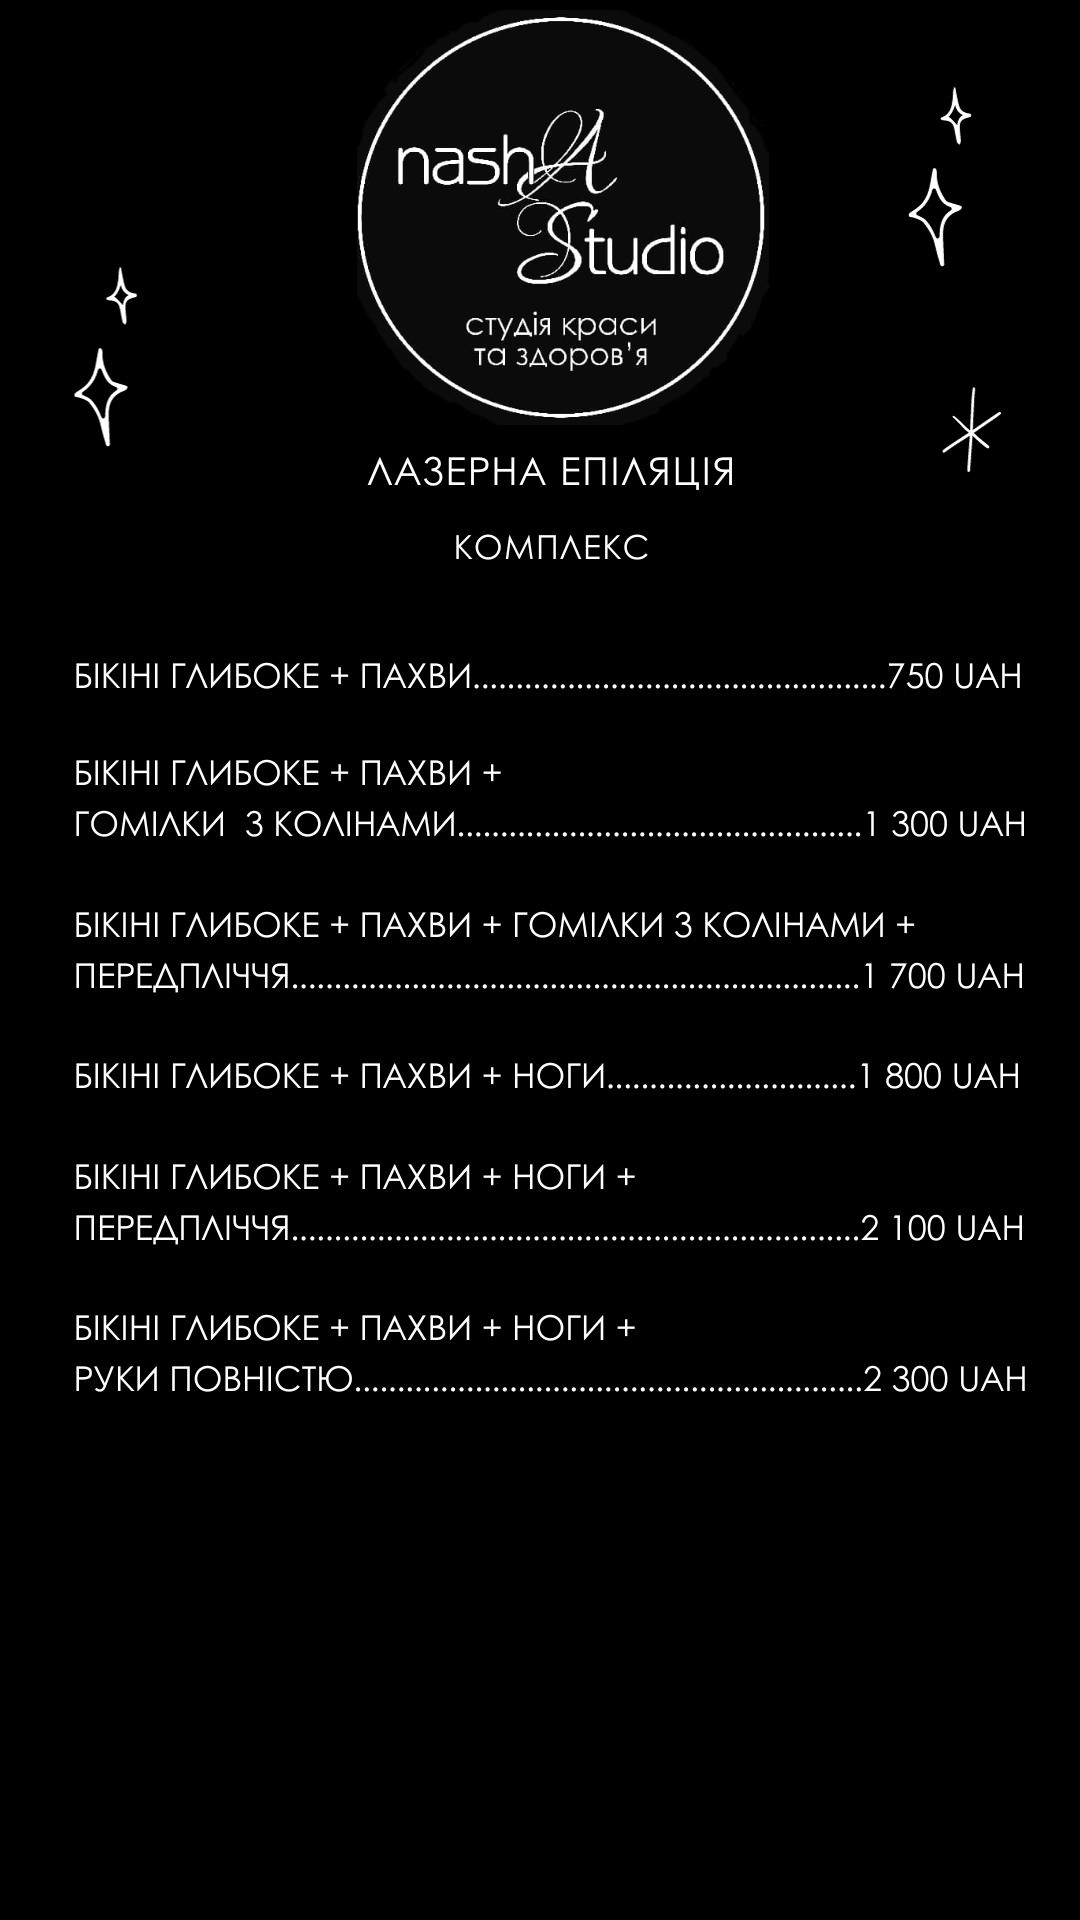 nashA
Studio
студія краси
та здоров'я
ЛАЗЕРНА ЕПІЛЯЦІЯ
КОМПЛЕКС
БІКІНІ ГЛИБОКЕ + ПАХВИ................................................750 UAH
БІКІНІ ГЛИБОКЕ + ПАХВИ +
ГОМІЛКИ  З КОЛІНАМИ...............................................1 300 UAH
БІКІНІ ГЛИБОКЕ + ПАХВИ + ГОМІЛКИ З КОЛІНАМИ +
ПЕРЕДПЛІЧЧЯ..................................................................1 700 UAH
БІКІНІ ГЛИБОКЕ + ПАХВИ + НОГИ.............................1 800 UAH
БІКІНІ ГЛИБОКЕ + ПАХВИ + НОГИ +
ПЕРЕДПЛІЧЧЯ..................................................................2 100 UAH
БІКІНІ ГЛИБОКЕ + ПАХВИ + НОГИ +
РУКИ ПОВНІСТЮ...........................................................2 300 UAH